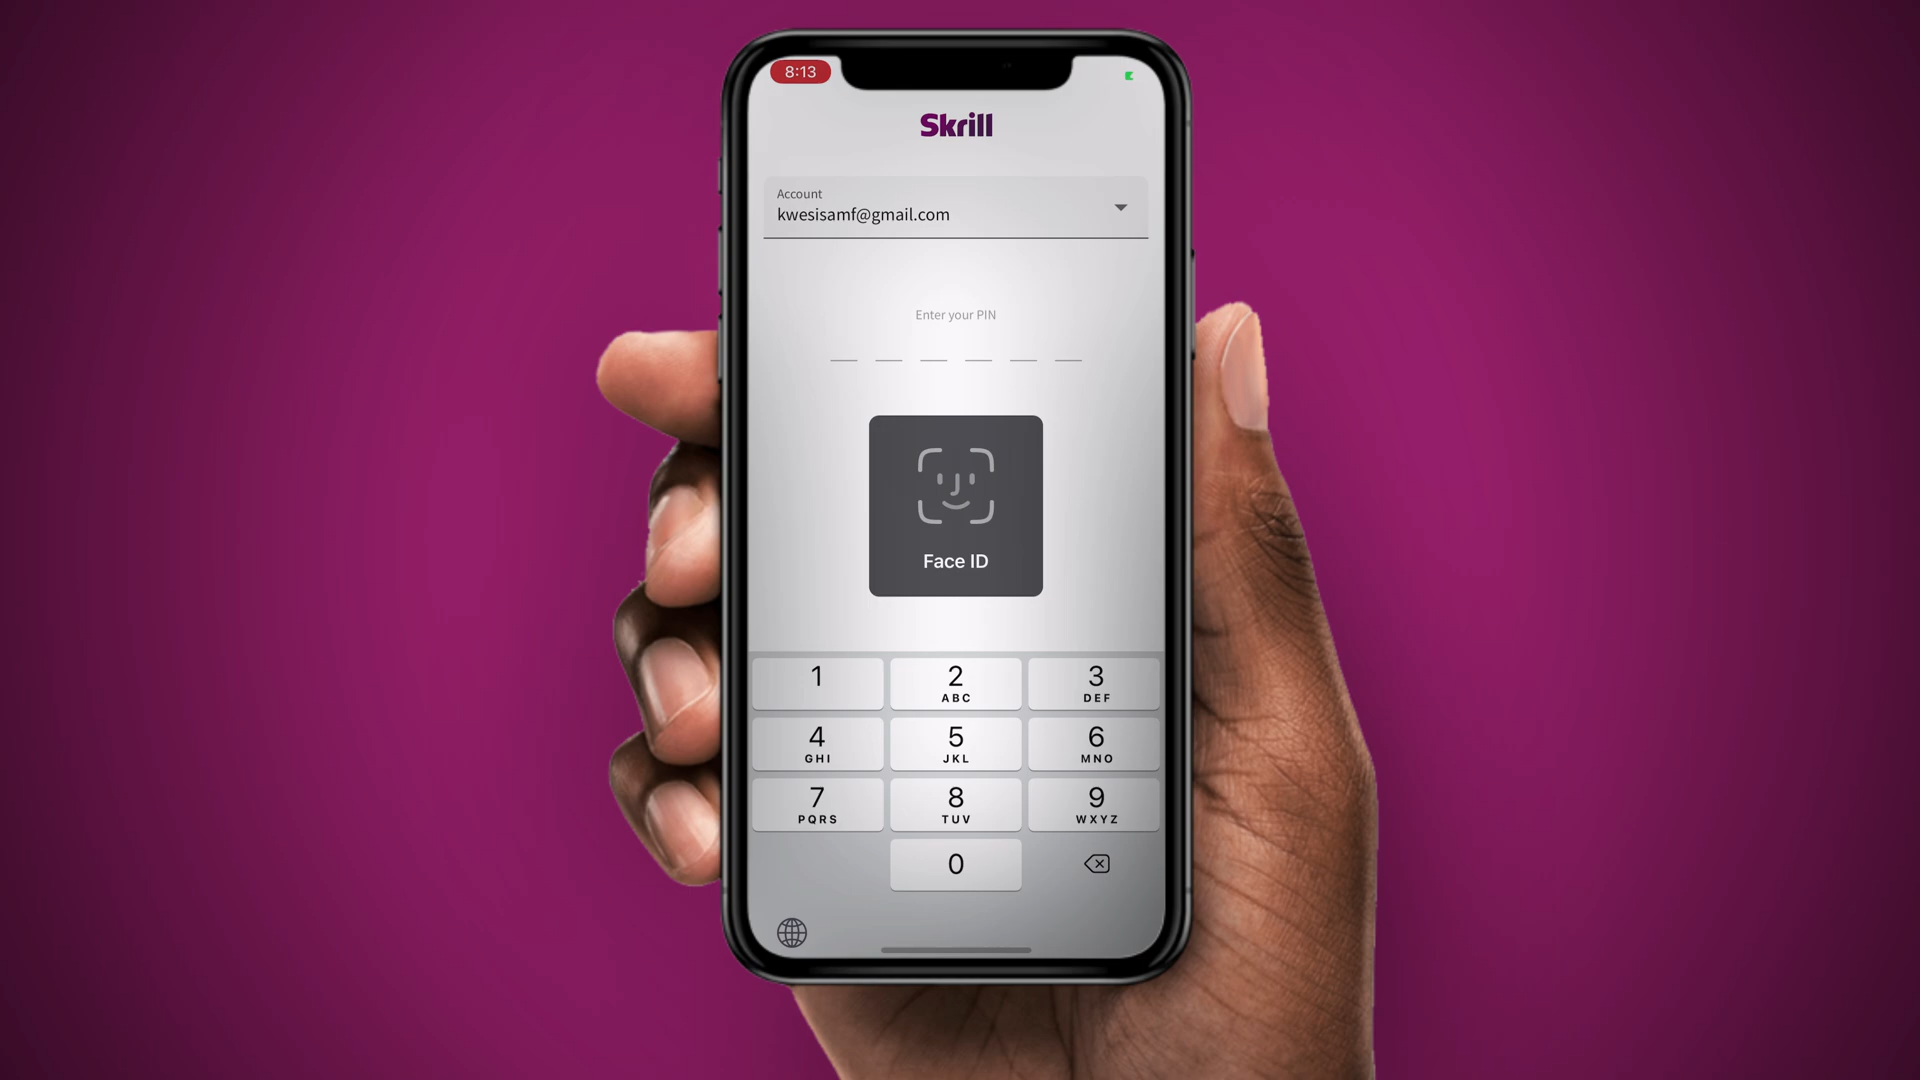 8:13
Skrill
Account
kwesisamf@gmail.com
Enter your PIN
Face ID
1
2
ABC
3
DEF
4
GHI
5
JKL
6
MNO
7
PQRS
8
TUV
9
WXYZ
0